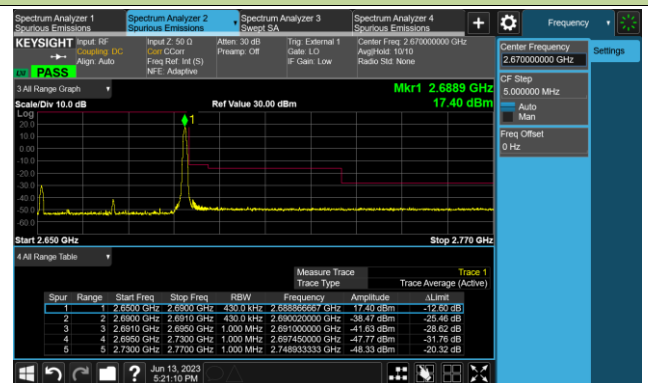 Spectrum Analyzer 1
Spurious Emissions
Spectrum Analyzer 2
Spurious Emissions
Spectrum Analyzer 3
Swept SA
Spectrum Analyzer 4
Spurious Emissions
+
Frequency
KEYSIGHT
Input: RF
Coupling: DC
Align: Auto
Input Z: 50 Ω
Corr CCorr
Freq Ref: Int (S)
NFE: Adaptive
Atten: 30 dB
Preamp: Off
Trig: External 1
Gate: LO
IF Gain: Low
Center Freq: 2.670000000 GHz
Avg|Hold: 10/10
Radio Std: None
PASS
Center Frequency
2.670000000 GHz
Settings
CF Step
5.000000 MHz
Auto
Man
Freq Offset
0 Hz
3 All Range Graph
Mkr1 2.6889 GHz
17.40 dBm
Scale/Div 10.0 dB
Ref Value 30.00 dBm
Log
20.0
10.0
0.00
-10.0
-20.0
-30.0
-40.0
-50.0
-60.0
1
Start 2.650 GHz
Stop 2.770 GHz
4 All Range Table
Measure Trace Trace 1
Trace Type Trace Average (Active)
Spur Range Start Freq Stop Freq RBW Frequency Amplitude ΔLimit
1 1 2.6500 GHz 2.6900 GHz 430.0 kHz 2.688866667 GHz 17.40 dBm -12.60 dB
2 2 2.6900 GHz 2.6910 GHz 430.0 kHz 2.690020000 GHz -38.47 dBm -25.46 dB
3 3 2.6910 GHz 2.6950 GHz 1.000 MHz 2.691000000 GHz -41.63 dBm -28.62 dB
4 4 2.6950 GHz 2.7300 GHz 1.000 MHz 2.697450000 GHz -47.77 dBm -31.76 dB
5 5 2.7300 GHz 2.7700 GHz 1.000 MHz 2.748933333 GHz -48.33 dBm -20.32 dB
?
Jun 13, 2023
5:21:10 PM